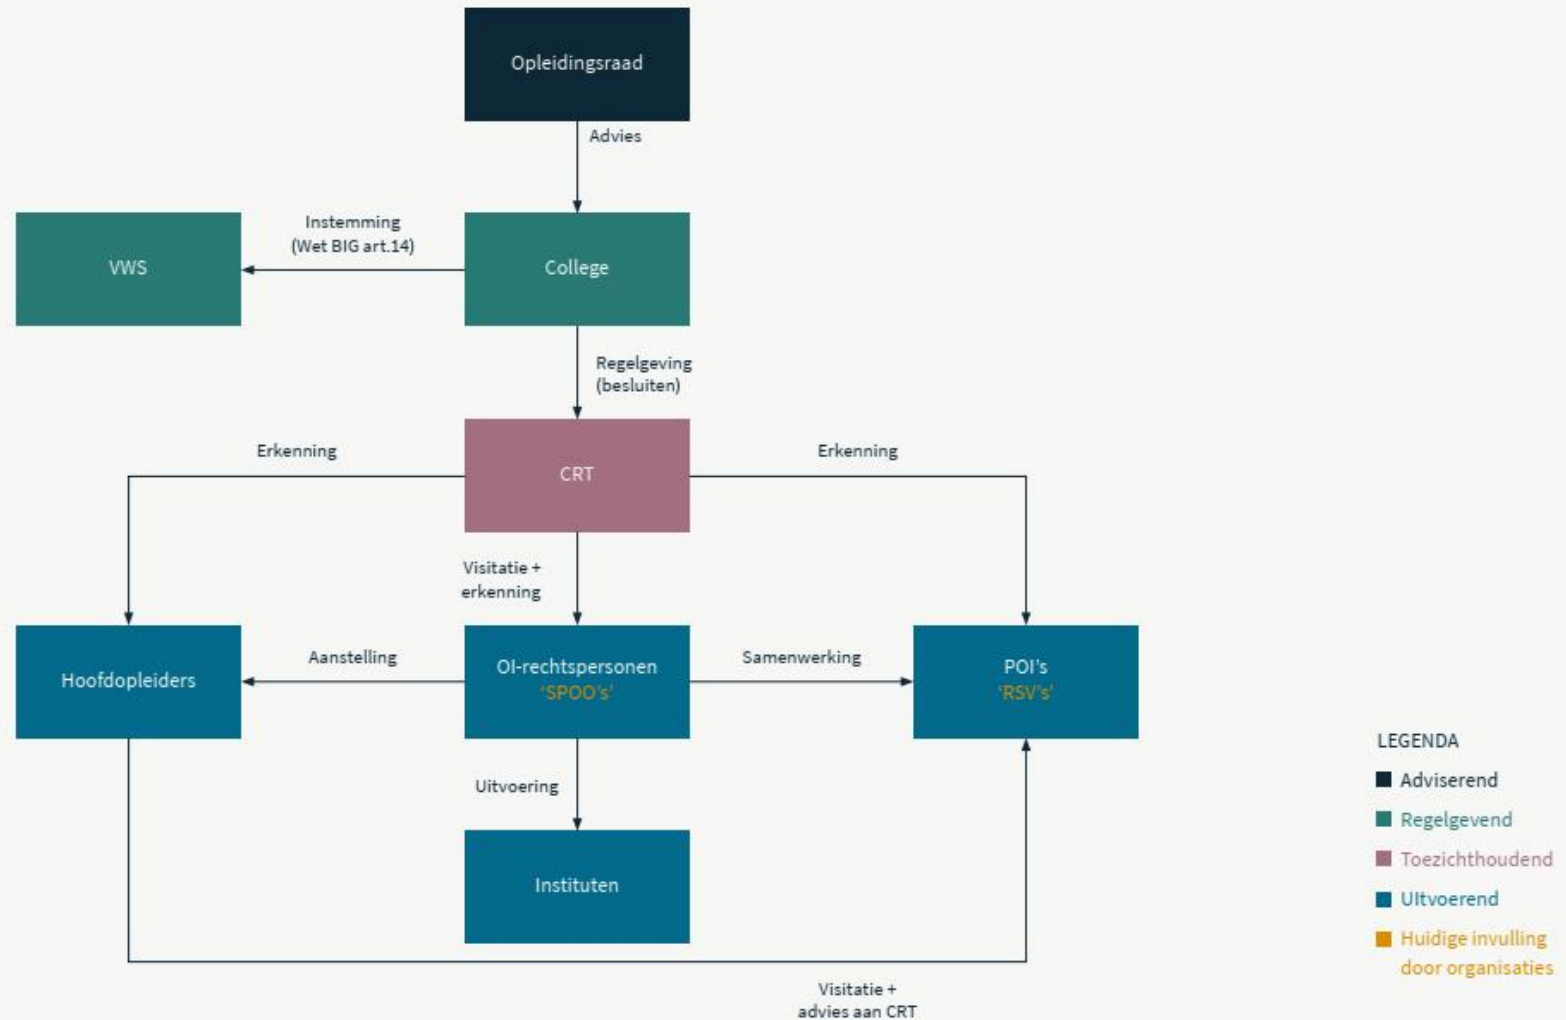 Opleidingsraad
Advies
Instemming
(Wet BIG art.14)
VWS
College
Regelgeving
(besluiten)
Erkenning
CRT
Erkenning
Visitatie +
erkenning
Hoofdopleiders
Aanstelling
OI-rechtspersonen
‘SPOO’s’
Samenwerking
POI’s
‘RSV’s’
Uitvoering
Instituten
Visitatie +
advies aan CRT
LEGENDA
Adviserend
Regelgevend
Toezichthoudend
UItvoerend
Huidige invulling
door organisaties